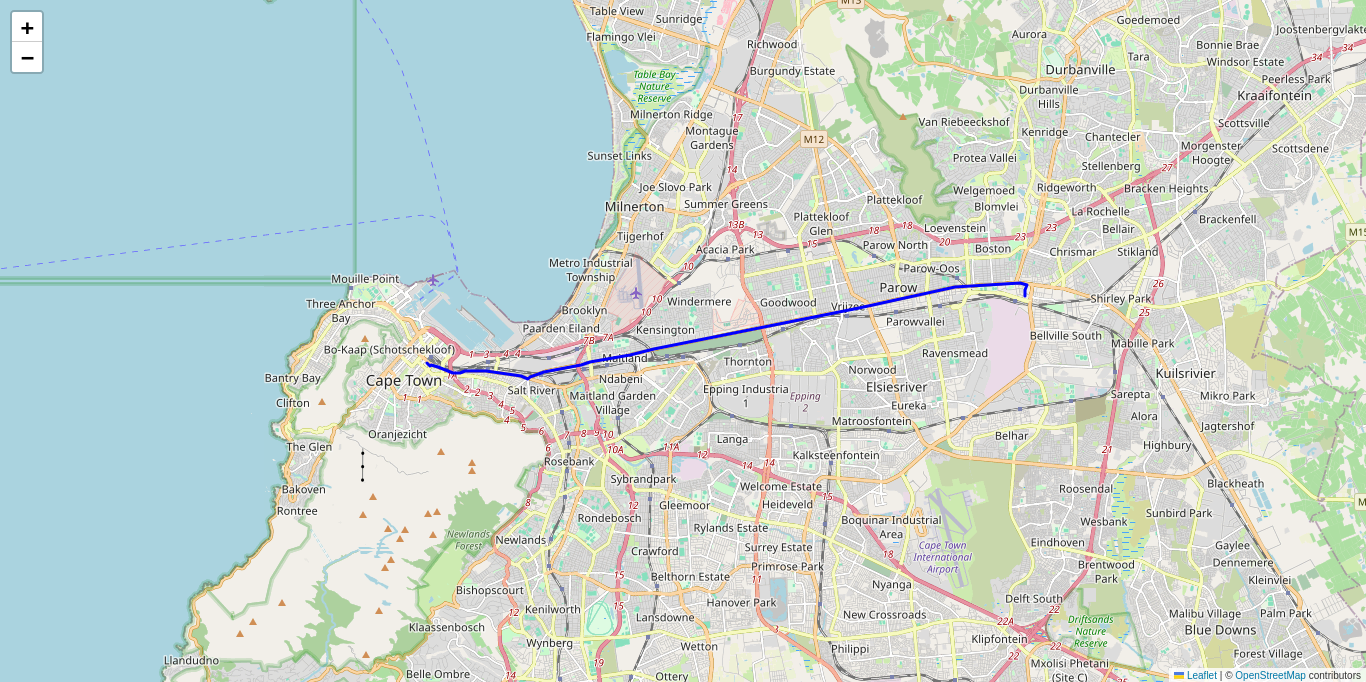 +
−
Table View
Sunridge
Flamingo Vlei
M13
Richwood
Burgundy Estate
Table Bay
Nature
Reserve
Milnerton Ridge
Montague
Gardens
Sunset Links
Joe Slovo Park
Milnerton
Summer Greens
Tijgerhof
Acacia Park
Metro Industrial
Township
Brooklyn
Paarden Eiland
Windermere
Kensington
Goodwood
Vrijzee
Maitland
M12
17
14
13B
13
15
18
18
20
23
23
25
26
27
34
34
10
10
10
Aurora
Goedemoed
Bonnie Brae
Joostenbergvlakte
Tara
Windsor Estate
Durbanville
Peerless Park
Durbanville
Hills
Kraaifontein
Van Riebeeckshof
Kenridge
Chantecler
Scottsville
Protea Vallei
Stellenberg
Morgenster
Hoogte
Scottsdene
Welgemoed
Ridgeworth
Bracken Heights
Blomvlei
Plattekloof
Plattekloof
Glen
La Rochelle
Brackenfell
Loevenstein
Bellair
M15
Parow North
Boston
Chrismar
Stikland
Parow-Oos
Parow
Shirley Park
Parowvallei
Bellville South
Mabille Park
Ravensmead
Kuilsrivier
Mouille Point
Three Anchor
Bay
Bo-Kaap (Schotschekloof)
Bantry Bay
Cape Town
Clifton
Oranjezicht
The Glen
Bakoven
Rontree
Salt River
Ndabeni
Maitland Garden
Village
Thornton
Epping Industria
1
Epping
2
Norwood
Elsiesriver
Eureka
Matroosfontein
Sarepta
Mikro Park
Alora
Jagtershof
Belhar
Highbury
Langa
Kalksteenfontein
Rosebank
Sybrandpark
Welcome Estate
Gleemoor
Heideveld
Roosendal
Blackheath
Rondebosch
Rylands Estate
Boquinar Industrial
Area
Wesbank
Sunbird Park
Newlands
Forest
Newlands
Crawford
Surrey Estate
Cape Town
International
Airport
Eindhoven
Gaylee
Dennemere
Primrose Park
Brentwood
Park
Belthorn Estate
Nyanga
Kleinvlei
Bishopscourt
Hanover Park
Delft South
Kenilworth
Lansdowne
New Crossroads
Malibu Village
Palm Park
Klaassenbosch
Driftsands
Nature
Reserve
Blue Downs
Wynberg
Wetton
Philippi
Klipfontein
Forest Village
Llandudno
Belle Ombre
Ottery
Mxolisi Phetani
(Site C)
1
3
4
4
7A
7B
1A
2
2
3
4
5
1
1
5
6
6
7
8
9
10
10A
11A
12
12
14
14
15
18
8
12
12
15
15
19
22A
22
22
22
Leaflet | © OpenStreetMap contributors